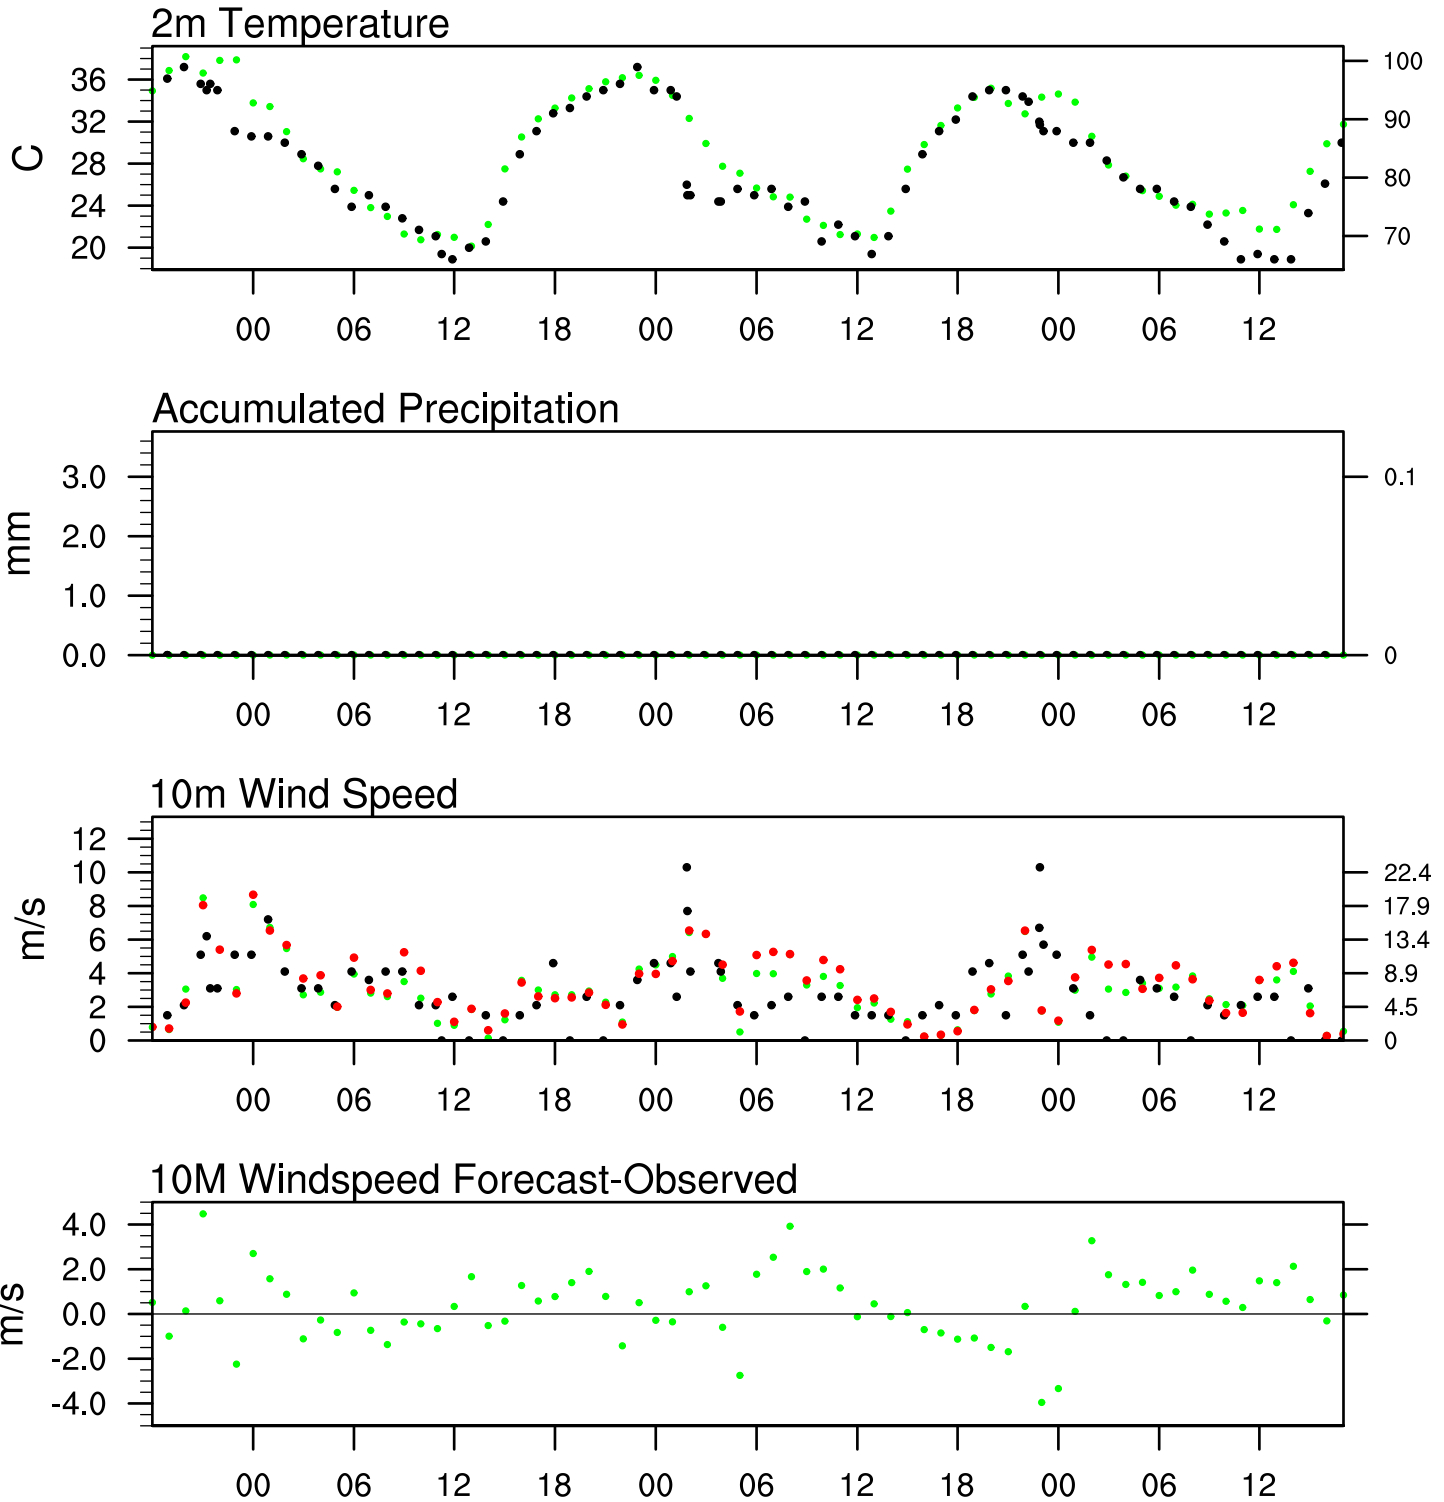 2m Temperature
36 100
32 90
C
28 80
24
20 70
00 06 12 18 00 06 12 18 00 06 12
Accumulated Precipitation
3.0 0.1
2.0
mm
1.0
0.0 0
00 06 12 18 00 06 12 18 00 06 12
10m Wind Speed
12
10 22.4
8 17.9
m/s
6 13.4
4 8.9
2 4.5
0 0
00 06 12 18 00 06 12 18 00 06 12
10M Windspeed Forecast-Observed
4.0
2.0
m/s
0.0
-2.0
-4.0
00 06 12 18 00 06 12 18 00 06 12